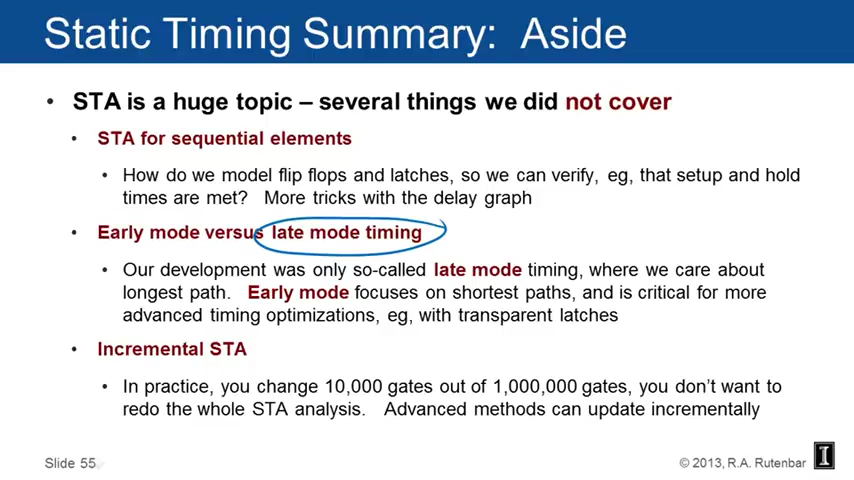 Static Timing Summary: Aside
• STA is a huge topic – several things we did not cover
• STA for sequential elements
• How do we model flip flops and latches, so we can verify, eg, that setup and hold
times are met? More tricks with the delay graph
• Early mode versus late mode timing
• Our development was only so-called late mode timing, where we care about
longest path. Early mode focuses on shortest paths, and is critical for more
advanced timing optimizations, eg, with transparent latches
• Incremental STA
• In practice, you change 10,000 gates out of 1,000,000 gates, you don't want to
redo the whole STA analysis. Advanced methods can update incrementally
Slide 55
© 2013, R.A. Rutenbar
I